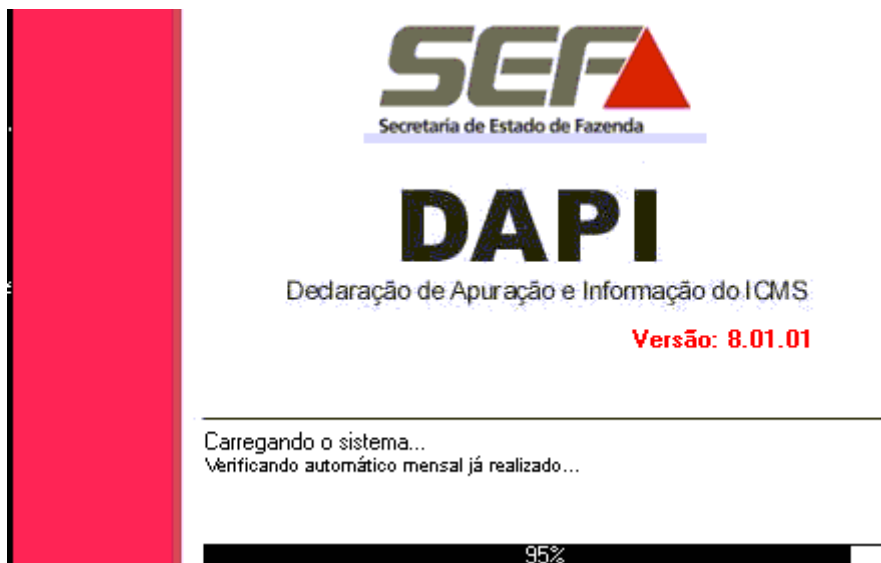 SEF
Secretaria de Estado de Fazenda
DAPI
Declaração de Apuração e Informação do ICMS
Versão: 8.01.01
Carregando o sistema...
Verificando automático mensal já realizado...
95%